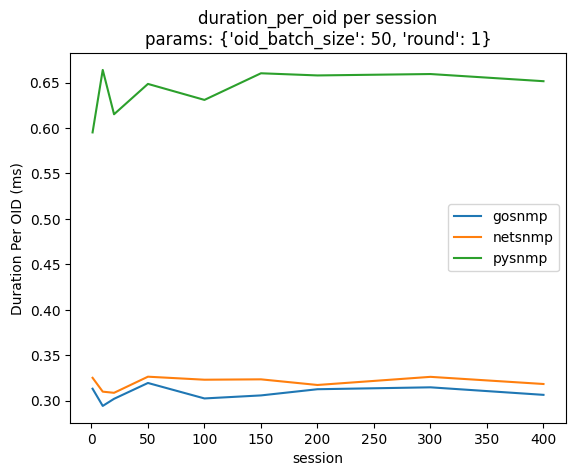 duration_per_oid per session
params: {'oid_batch_size': 50, 'round': 1}
Duration Per OID (ms)
0.65
0.60
0.55
0.50
0.45
0.40
0.35
0.30
gosnmp
netsnmp
pysnmp
0 50 100 150 200 250 300 350 400
session